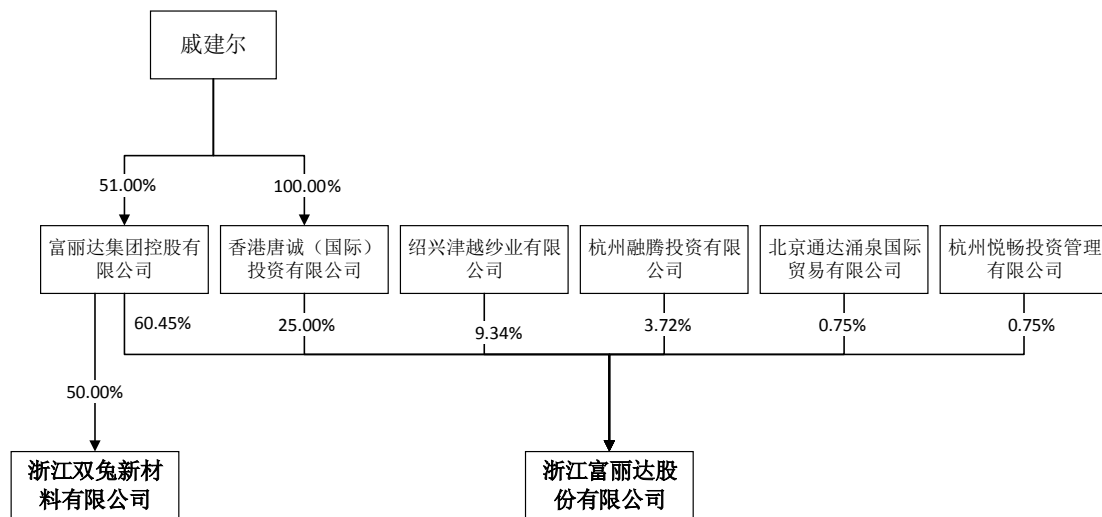 戚建尔
51.00%
100.00%
富丽达集团控股有
限公司
香港唐诚（国际）
投资有限公司
绍兴津越纱业有限
公司
杭州融腾投资有限
公司
北京通达涌泉国际
贸易有限公司
杭州悦畅投资管理
有限公司
60.45%
25.00%
9.34%
3.72%
0.75%
0.75%
50.00%
浙江双兔新材
料有限公司
浙江富丽达股
份有限公司